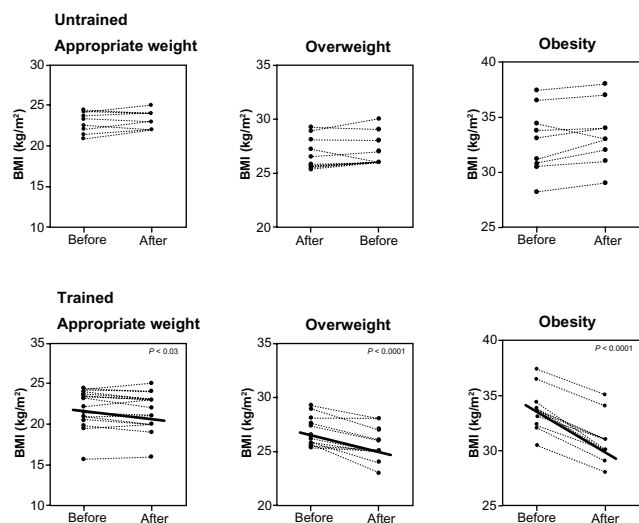 Untrained
Appropriate weight
Overweight
Obesity
BMI (kg/m²)
30
25
20
15
10
Before
After
BMI (kg/m²)
35
30
25
20
After
Before
BMI (kg/m²)
40
35
30
25
Before
After
Trained
Appropriate weight
Overweight
Obesity
BMI (kg/m²)
35
25
20
15
10
P < 0.03
Before
After
BMI (kg/m²)
35
30
25
20
P < 0.0001
Before
After
BMI (kg/m²)
40
35
30
25
P < 0.0001
Before
After